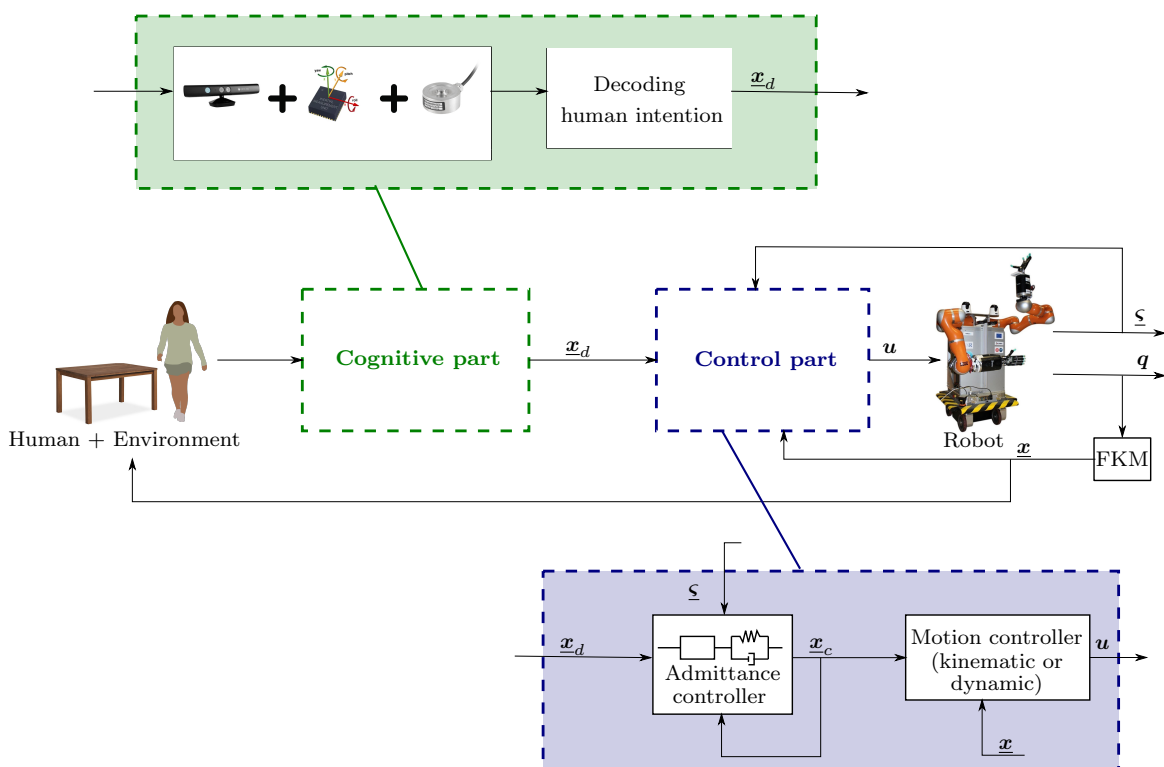 Decoding
human intention
x_d
Cognitive part
x_d
Control part
u
ς
q
Human + Environment
Robot
x
FKM
ς
x_d
Admittance
controller
x_c
Motion controller
(kinematic or
dynamic)
u
x